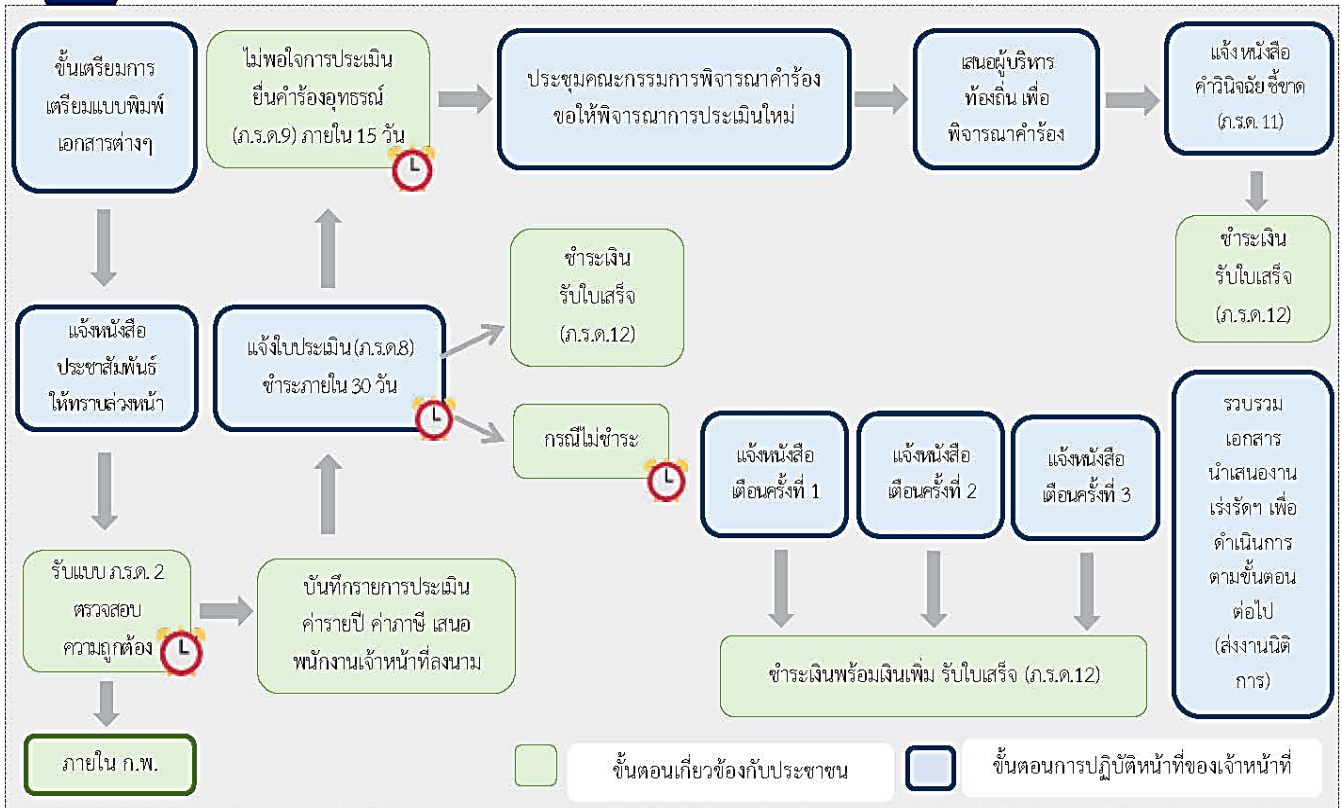 ขั้นเตรียมการ
เตรียมแบบพิมพ์
เอกสารต่างๆ
ไม่พอใจการประเมิน
ยื่นคำร้องอุทธรณ์
(ภ.ร.ด.9) ภายใน 15 วัน
ประชุมคณะกรรมการพิจารณาคำร้อง
ขอให้พิจารณาการประเมินใหม่
เสนอผู้บริหาร
ท้องถิ่น เพื่อ
พิจารณาคำร้อง
แจ้งหนังสือ
คำวินิจฉัย ชี้ขาด
(ภ.ร.ด. 11)
ชำระเงิน
รับใบเสร็จ
(ภ.ร.ด.12)
แจ้งหนังสือ
ประชาสัมพันธ์
ให้ทราบล่วงหน้า
แจ้งใบประเมิน (ภ.ร.ด.8)
ชำระภายใน 30 วัน
ชำระเงิน
รับใบเสร็จ
(ภ.ร.ด.12)
กรณีไม่ชำระ
แจ้งหนังสือ
เตือนครั้งที่ 1
แจ้งหนังสือ
เตือนครั้งที่ 2
แจ้งหนังสือ
เตือนครั้งที่ 3
รวบรวม
เอกสาร
นำเสนองาน
เร่งรัดฯ เพื่อ
ดำเนินการ
ตามขั้นตอน
ต่อไป
(ส่งงานนิติ
การ)
รับแบบ ภ.ร.ด. 2
ตรวจสอบ
ความถูกต้อง
บันทึกรายการประเมิน
ค่ารายปี ค่าภาษี เสนอ
พนักงานเจ้าหน้าที่ลงนาม
ชำระเงินพร้อมเงินเพิ่ม รับใบเสร็จ (ภ.ร.ด.12)
ภายใน ก.พ.
ขั้นตอนเกี่ยวข้องกับประชาชน
ขั้นตอนการปฏิบัติหน้าที่ของเจ้าหน้าที่